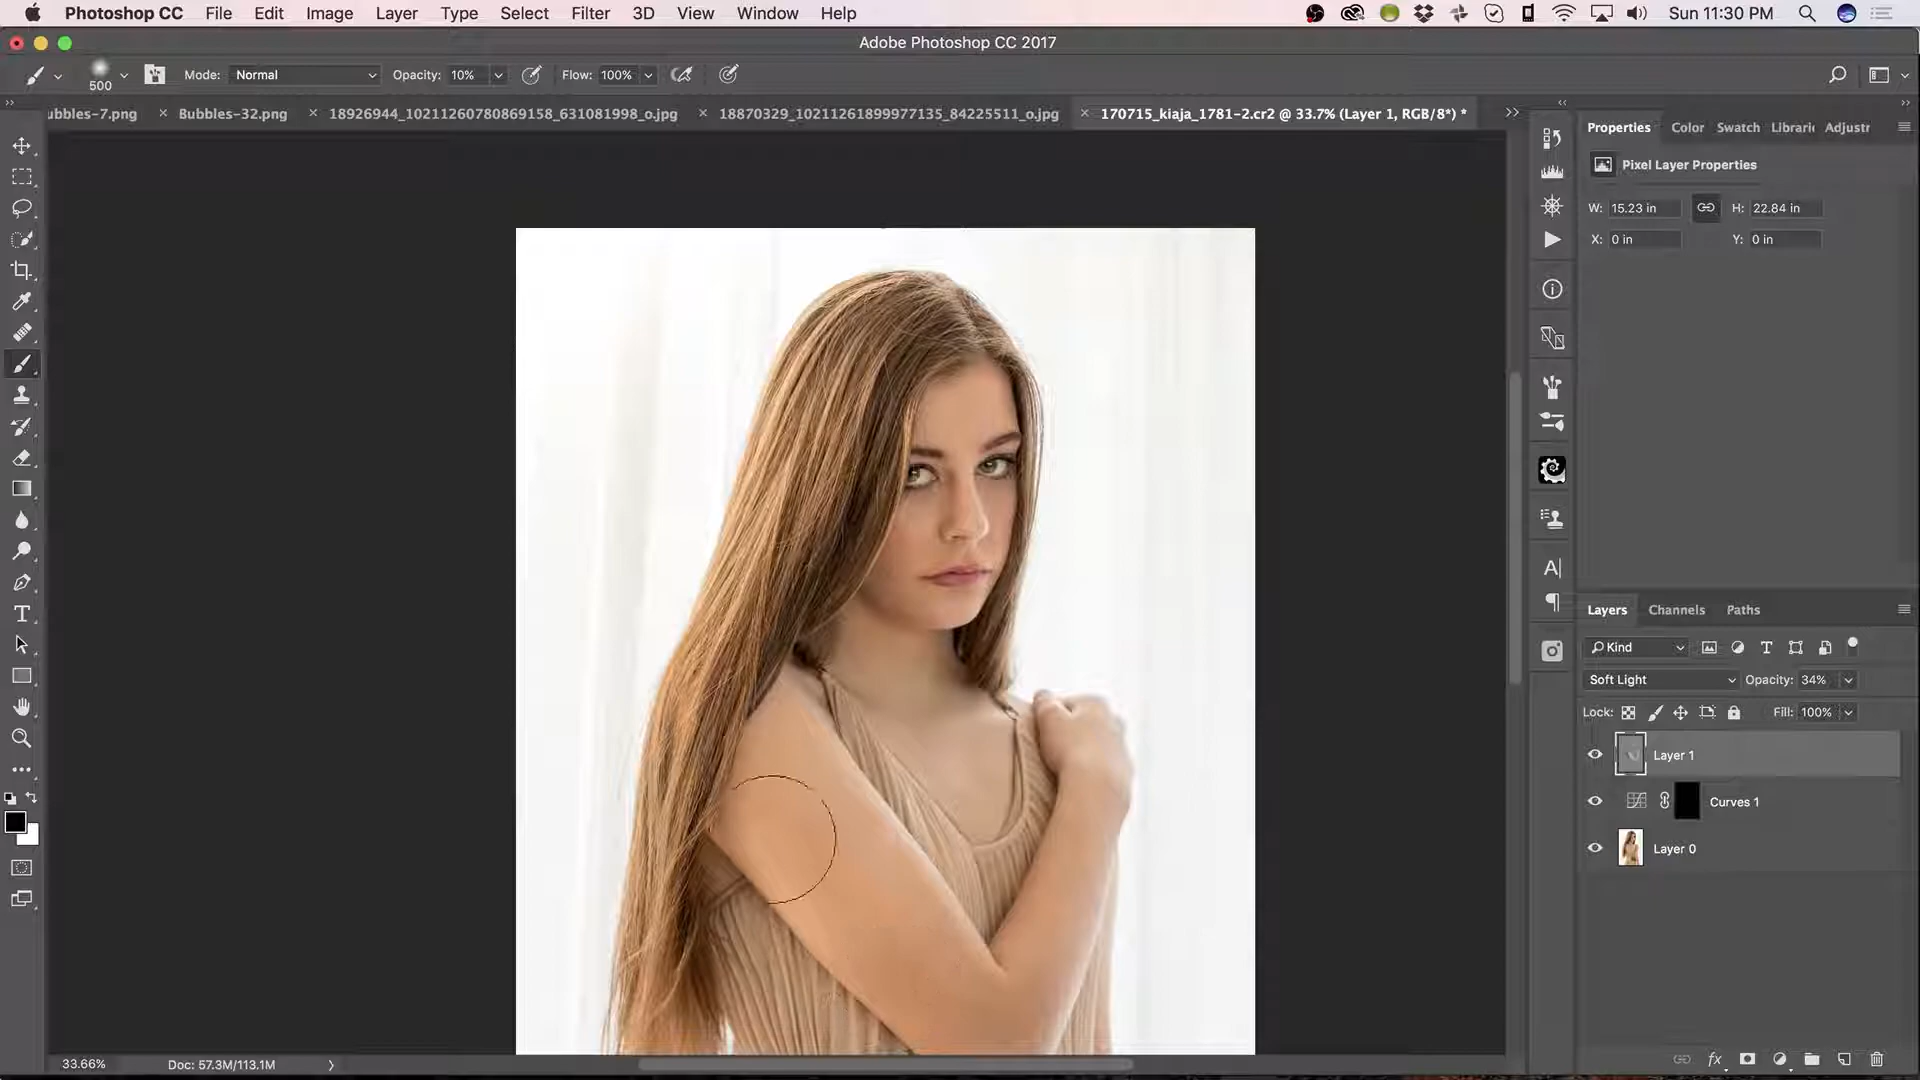 Photoshop CC File Edit Image Layer Type Select Filter 3D View Window Help Sun 11:30 PM
Adobe Photoshop CC 2017
500 Mode: Normal Opacity: 10% Flow: 100%
ubbles-7.png Bubbles-32.png 18926944_10211260780869158_631081998_o.jpg 18870329_10211261899977135_84225511_o.jpg 170715_kiaja_1781-2.cr2 @ 33.7% (Layer 1, RGB/8*) *
Properties Color Swatch Librari Adjustr
Pixel Layer Properties
W: 15.23 in H: 22.84 in
X: 0 in Y: 0 in
Layers Channels Paths
Kind
Soft Light Opacity: 34%
Lock: Fill: 100%
Layer 1
Curves 1
Layer 0
33.66% Doc: 57.3M/113.1M